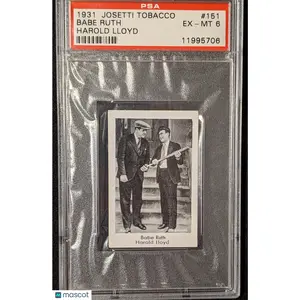 PSA
1931 JOSETTI TOBACCO #151
BABE RUTH EX - MT 6
HAROLD LLOYD 11995706
Babe Ruth
Harold Lloyd
m mascot